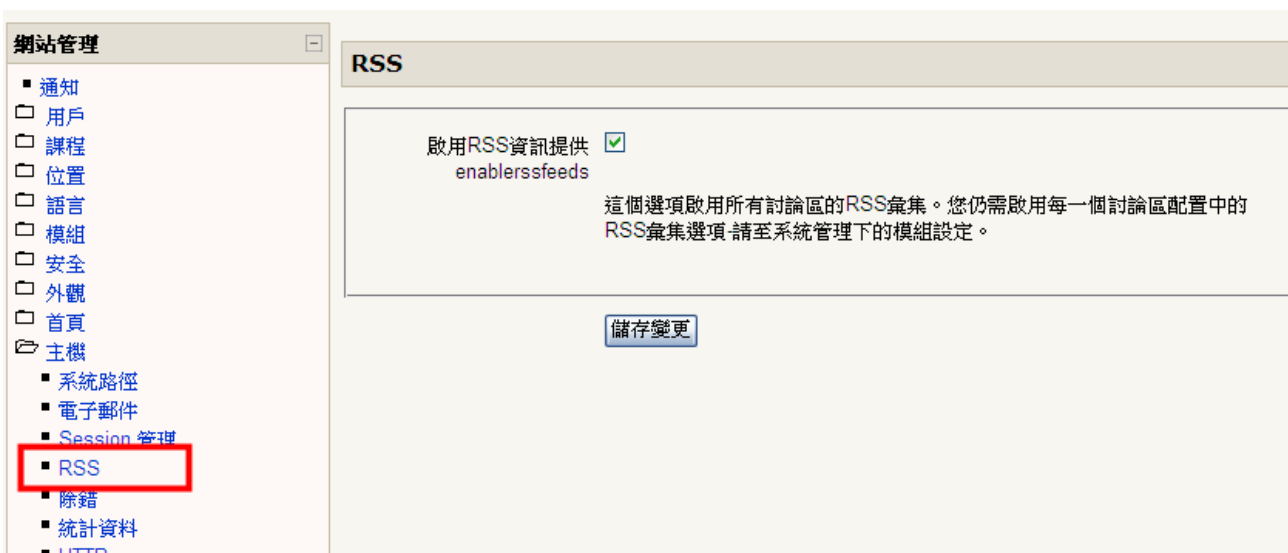 網站管理
通知
用戶
課程
位置
語言
模組
安全
外觀
首頁
主機
系統路徑
電子郵件
Session 管理
RSS
除錯
統計資料
HTTP
RSS
啟用RSS資訊提供
enablerssfeeds
這個選項啟用所有討論區的RSS彙集。您仍需啟用每一個討論區配置中的
RSS彙集選項-請至系統管理下的模組設定。
儲存變更